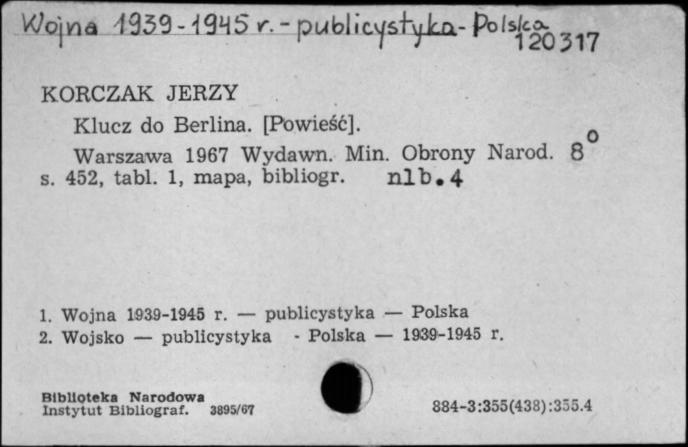 Wojna 1939-1945 r. - publicystyka - Polska
120317
KORCZAK JERZY
Klucz do Berlina. [Powieść].
Warszawa 1967 Wydawn. Min. Obrony Narod. 8°
s. 452, tabl. 1, mapa, bibliogr. nlb. 4
1. Wojna 1939-1945 r. — publicystyka — Polska
2. Wojsko — publicystyka - Polska — 1939-1945 r.
Biblioteka Narodowa
Instytut Bibliograf. 3895/67
884-3:355(438):355.4